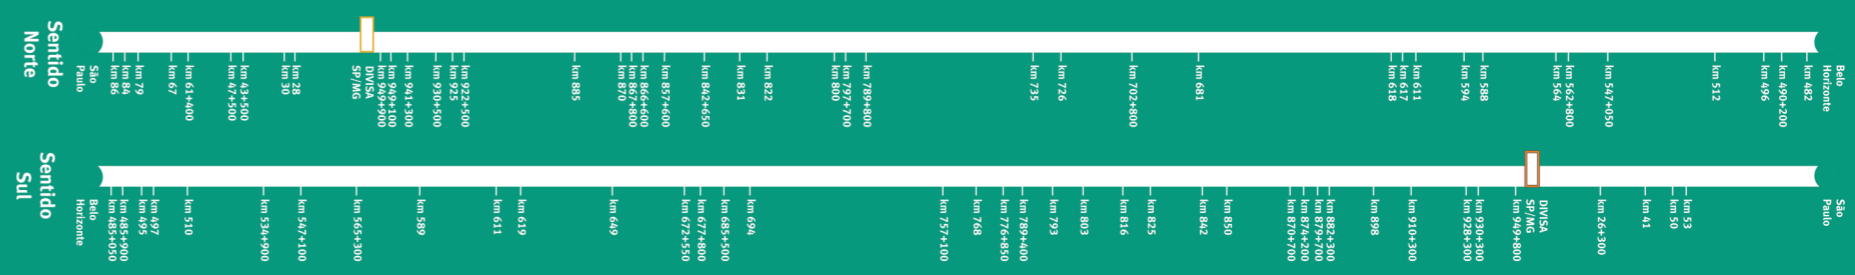 Sentido
Norte
São
Paulo
km 86
km 84
km 79
km 67
km 61+400
km 47+500
km 43+500
km 30
km 28
DIVISA
SP/MG
km 949+900
km 949+100
km 941+300
km 930+500
km 925
km 922+500
km 885
km 870
km 867+800
km 866+600
km 857+600
km 842+650
km 831
km 822
km 800
km 797+700
km 789+800
km 735
km 726
km 702+800
km 681
km 618
km 617
km 611
km 594
km 588
km 564
km 562+800
km 547+050
km 512
km 496
km 490+200
km 482
Belo
Horizonte
Sentido
Sul
Belo
Horizonte
km 485+050
km 485+900
km 495
km 497
km 510
km 534+900
km 547+100
km 565+300
km 589
km 611
km 619
km 649
km 672+550
km 677+800
km 685+500
km 694
km 757+100
km 768
km 776+850
km 789+400
km 793
km 803
km 816
km 825
km 842
km 850
km 870+700
km 874+200
km 879+700
km 882+300
km 898
km 910+300
km 928+300
km 930+300
km 949+800
DIVISA
SP/MG
km 26+300
km 41
km 50
km 53
São
Paulo